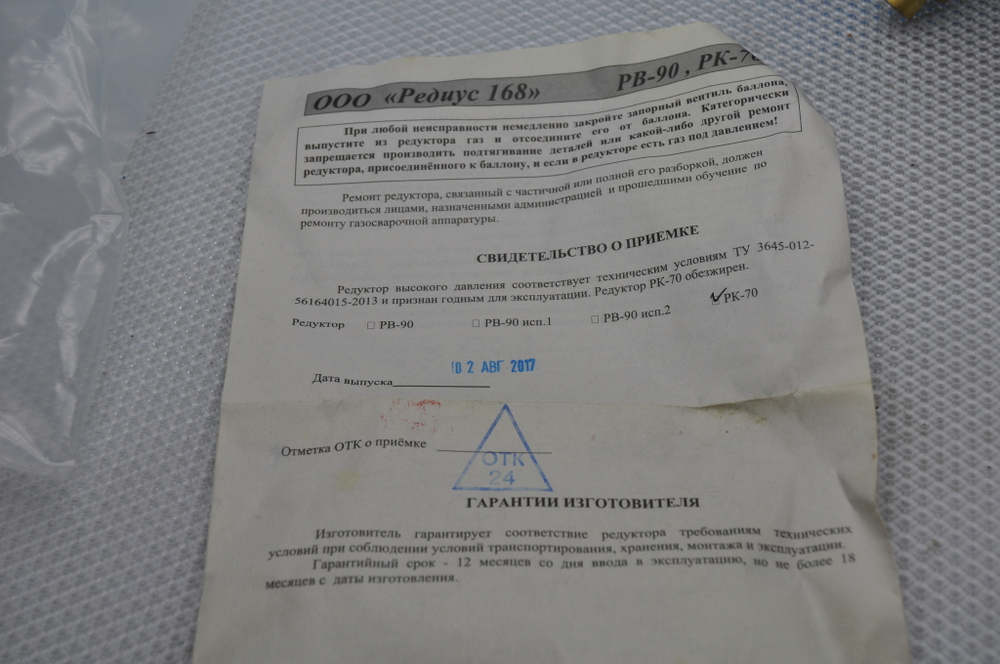 ООО «Редиус 168» РВ-90 , РК-70
При любой неисправности немедленно закройте запорный вентиль баллона,
выпустите из редуктора газ и отсоедините его от баллона. Категорически
запрещается производить подтягивание деталей или какой-либо другой ремонт
редуктора, присоединённого к баллону, и если в редукторе есть газ под давлением!
Ремонт редуктора, связанный с частичной или полной его разборкой, должен
производиться лицами, назначенными администрацией и прошедшими обучение по
ремонту газосварочной аппаратуры.
СВИДЕТЕЛЬСТВО О ПРИЕМКЕ
Редуктор высокого давления соответствует техническим условиям ТУ 3645-012-
56164015-2013 и признан годным для эксплуатации. Редуктор РК-70 обезжирен.
Редуктор □ РВ-90 □ РВ-90 исп.1 □ РВ-90 исп.2 ✓РК-70
02 АВГ 2017
Дата выпуска
Отметка ОТК о приёмке
ОТК
24
ГАРАНТИИ ИЗГОТОВИТЕЛЯ
Изготовитель гарантирует соответствие редуктора требованиям технических
условий при соблюдении условий транспортирования, хранения, монтажа и эксплуатации.
Гарантийный срок - 12 месяцев со дня ввода в эксплуатацию, но не более 18
месяцев с даты изготовления.